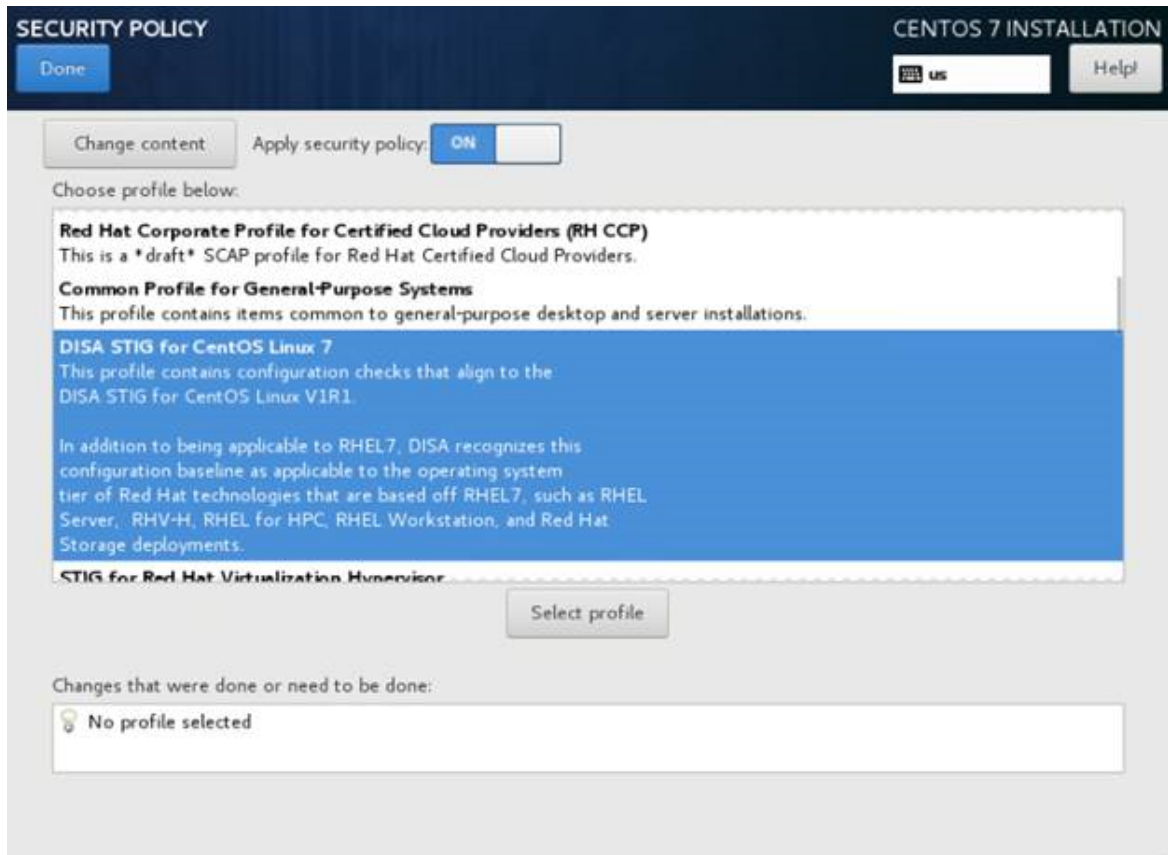 SECURITY POLICY
CENTOS 7 INSTALLATION
Done
us
Help!
Change content
Apply security policy:
ON
Choose profile below:
Red Hat Corporate Profile for Certified Cloud Providers (RH CCP)
This is a *draft* SCAP profile for Red Hat Certified Cloud Providers.
Common Profile for General-Purpose Systems
This profile contains items common to general-purpose desktop and server installations.
DISA STIG for CentOS Linux 7
This profile contains configuration checks that align to the
DISA STIG for CentOS Linux V1R1.
In addition to being applicable to RHEL7, DISA recognizes this
configuration baseline as applicable to the operating system
tier of Red Hat technologies that are based off RHEL7, such as RHEL
Server,  RHV-H, RHEL for HPC, RHEL Workstation, and Red Hat
Storage deployments.
STIG for Red Hat Virtualization Hypervisor
Select profile
Changes that were done or need to be done:
No profile selected